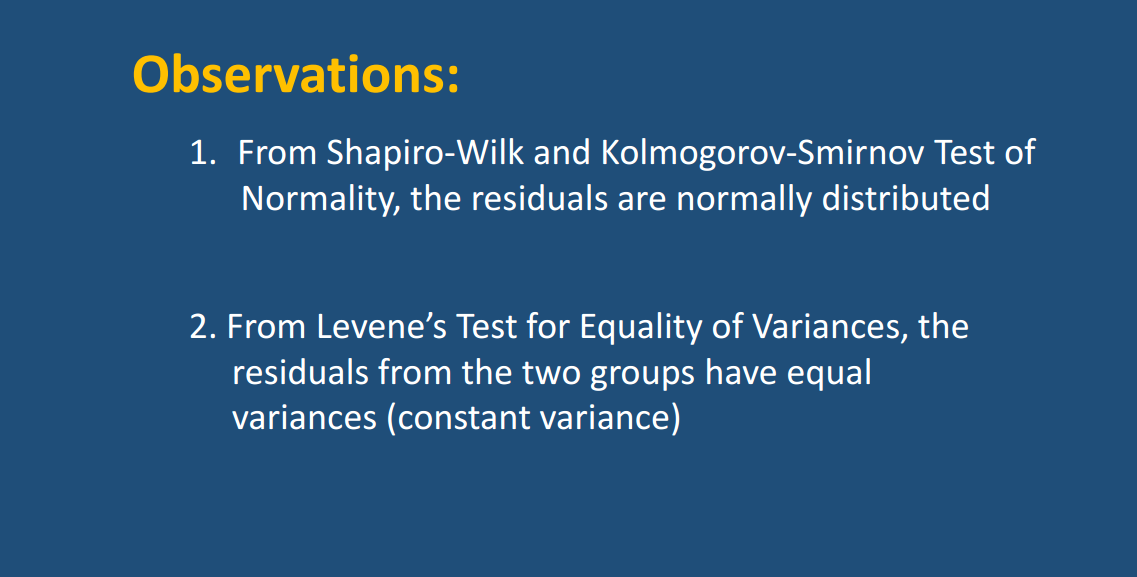 Observations:
1. From Shapiro-Wilk and Kolmogorov-Smirnov Test of
Normality, the residuals are normally distributed
2. From Levene’s Test for Equality of Variances, the
residuals from the two groups have equal
variances (constant variance)